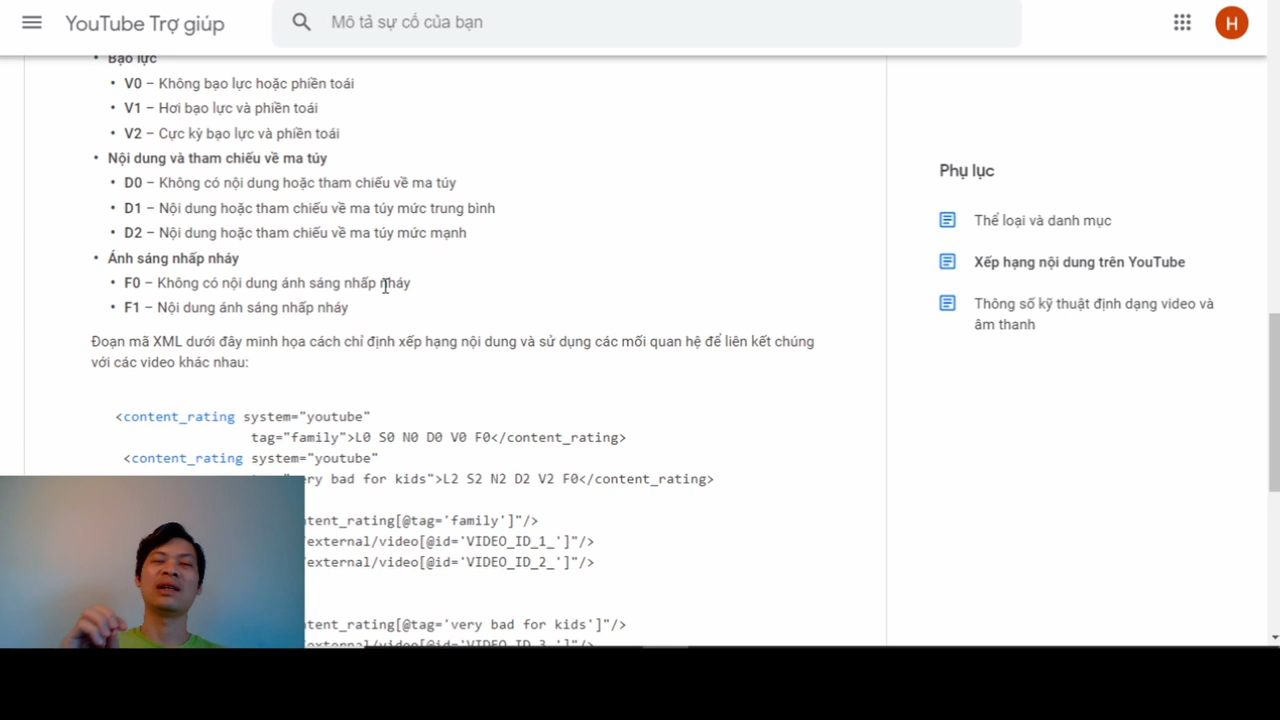 YouTube Trợ giúp
Mô tả sự cố của bạn
H
• Bạo lực
• V0 – Không bạo lực hoặc phiền toái
• V1 – Hơi bạo lực và phiền toái
• V2 – Cực kỳ bạo lực và phiền toái
• Nội dung và tham chiếu về ma túy
• D0 – Không có nội dung hoặc tham chiếu về ma túy
• D1 – Nội dung hoặc tham chiếu về ma túy mức trung bình
• D2 – Nội dung hoặc tham chiếu về ma túy mức mạnh
• Ánh sáng nhấp nháy
• F0 – Không có nội dung ánh sáng nhấp nháy
• F1 – Nội dung ánh sáng nhấp nháy
Đoạn mã XML dưới đây minh họa cách chỉ định xếp hạng nội dung và sử dụng các mối quan hệ để liên kết chúng
với các video khác nhau:
<content_rating system="youtube"
tag="family">L0 S0 N0 D0 V0 F0</content_rating>
<content_rating system="youtube"
ery bad for kids">L2 S2 N2 D2 V2 F0</content_rating>
tent_rating[@tag='family']"/>
/external/video[@id='VIDEO_ID_1_']"/>
/external/video[@id='VIDEO_ID_2_']"/>
tent_rating[@tag='very bad for kids']"/>
/external/video[@id='VIDEO_ID_3_']"/>
Phụ lục
Thể loại và danh mục
Xếp hạng nội dung trên YouTube
Thông số kỹ thuật định dạng video và
âm thanh